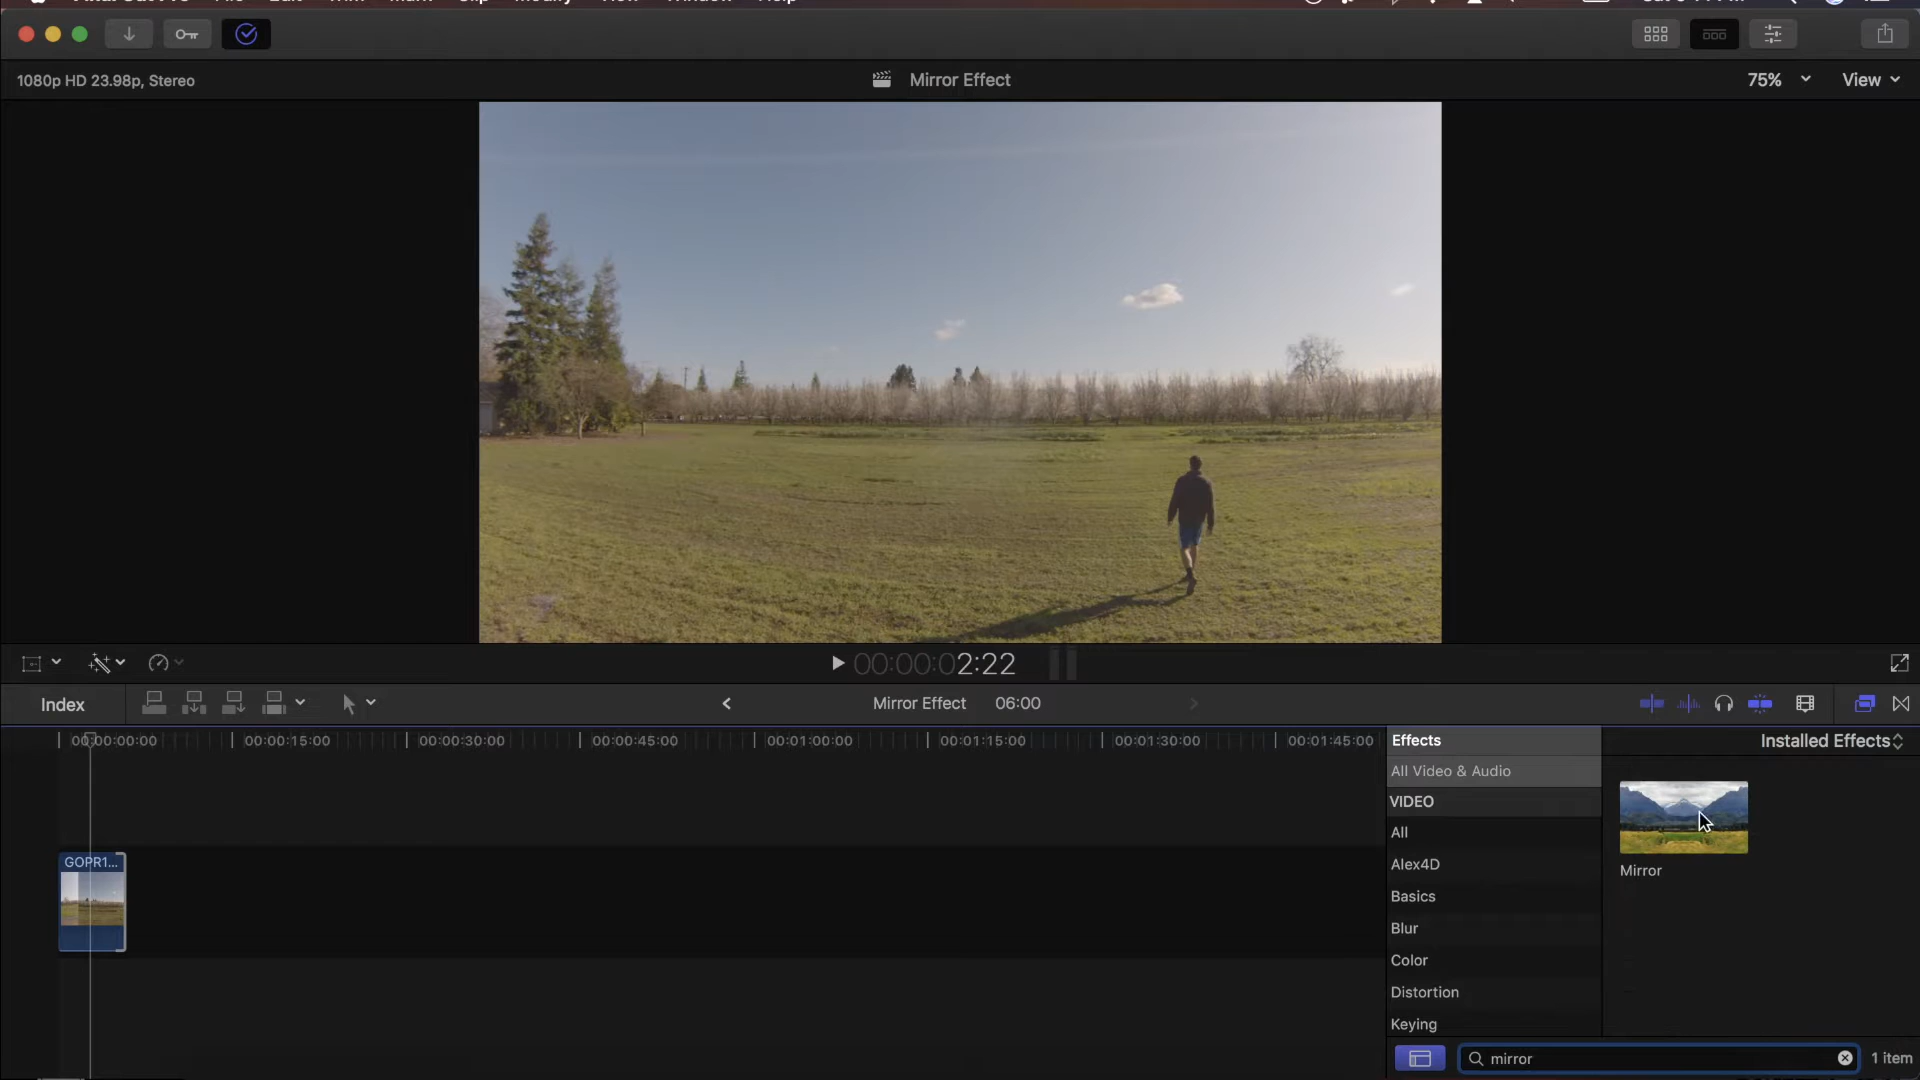 1080p HD 23.98p, Stereo
Mirror Effect
75%
View
00:00:02:22
Index
Mirror Effect
06:00
00:00:00:00
00:00:15:00
00:00:30:00
00:00:45:00
00:01:00:00
00:01:15:00
00:01:30:00
00:01:45:00
Effects
Installed Effects
All Video & Audio
VIDEO
All
GOPR1...
Alex4D
Mirror
Basics
Blur
Color
Distortion
Keying
mirror
1 item